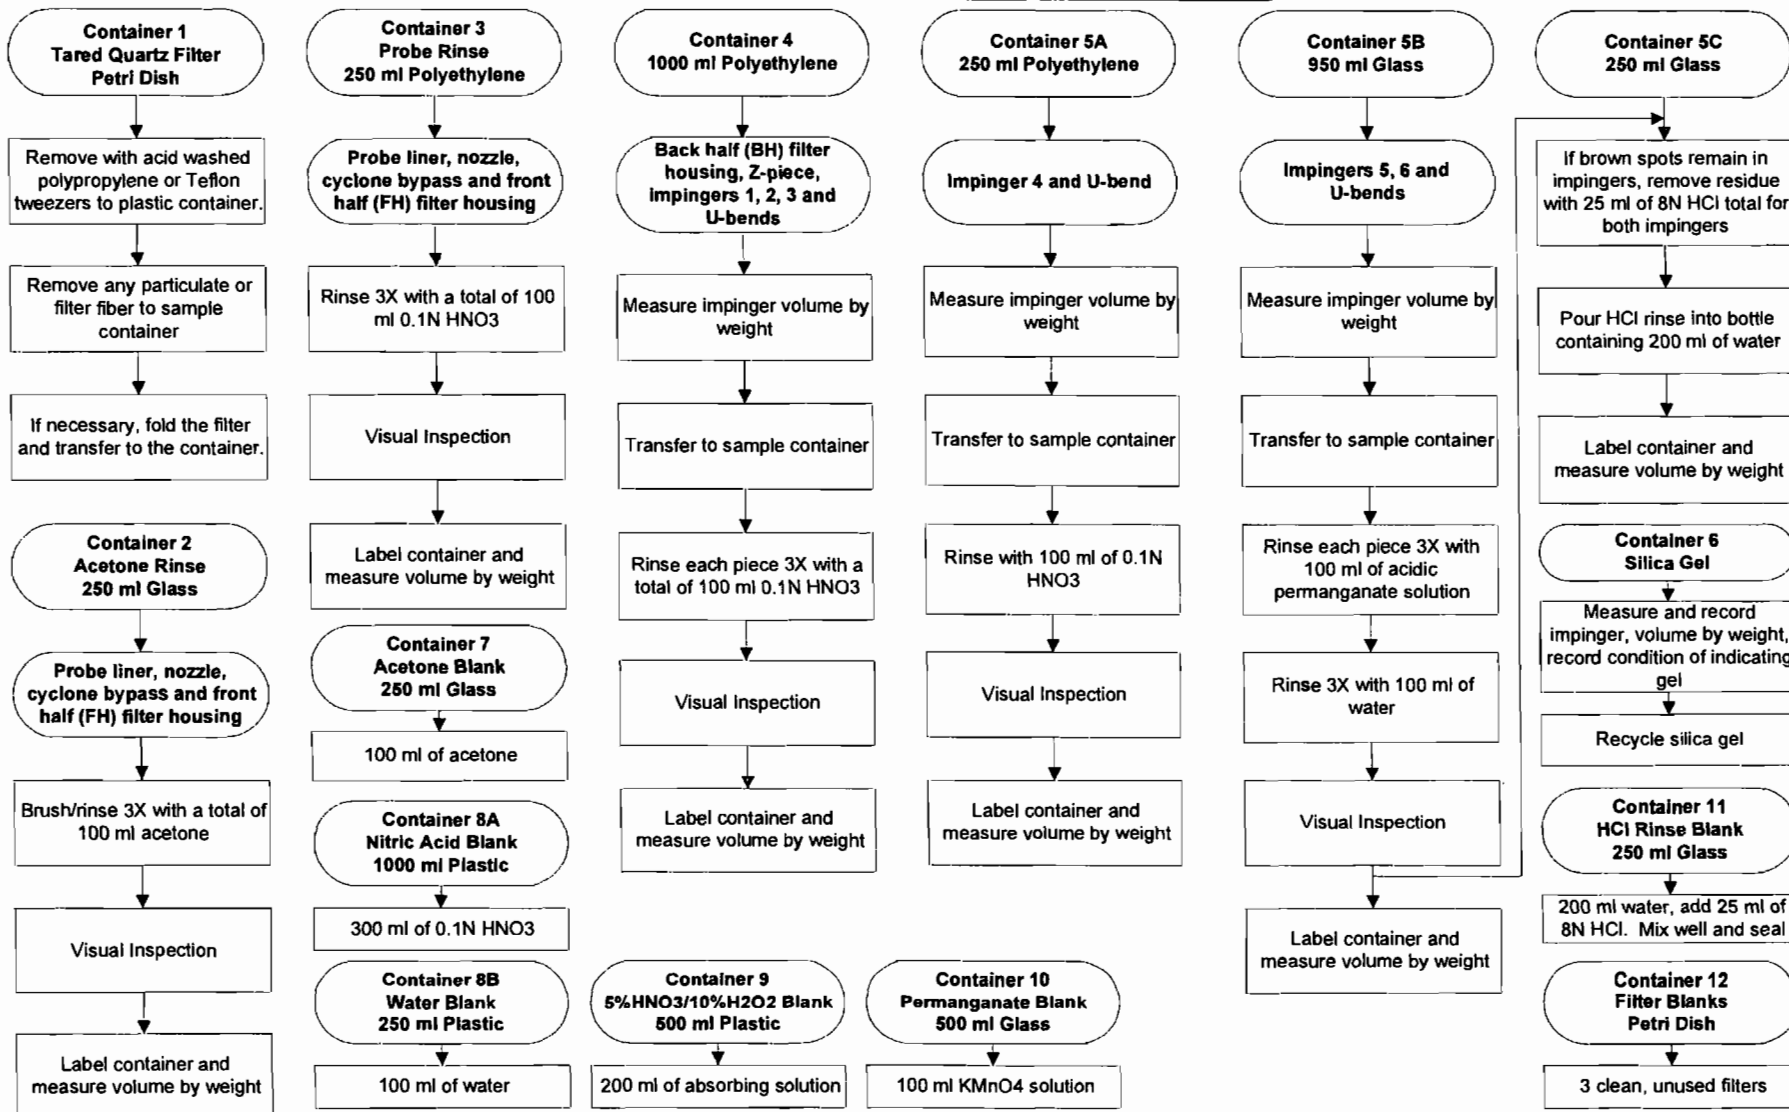 Container 1
Tared Quartz Filter
Petri Dish
Remove with acid washed
polypropylene or Teflon
tweezers to plastic container.
Remove any particulate or
filter fiber to sample
container
If necessary, fold the filter
and transfer to the container.
Container 2
Acetone Rinse
250 ml Glass
Probe liner, nozzle,
cyclone bypass and front
half (FH) filter housing
Brush/rinse 3X with a total of
100 ml acetone
Visual Inspection
Label container and
measure volume by weight
Container 3
Probe Rinse
250 ml Polyethylene
Probe liner, nozzle,
cyclone bypass and front
half (FH) filter housing
Rinse 3X with a total of 100
ml 0.1N HNO3
Visual Inspection
Label container and
measure volume by weight
Container 7
Acetone Blank
250 ml Glass
100 ml of acetone
Container 8A
Nitric Acid Blank
1000 ml Plastic
300 ml of 0.1N HNO3
Container 8B
Water Blank
250 ml Plastic
100 ml of water
Container 4
1000 ml Polyethylene
Back half (BH) filter
housing, Z-piece,
impingers 1, 2, 3 and
U-bends
Measure impinger volume by
weight
Transfer to sample container
Rinse each piece 3X with a
total of 100 ml 0.1N HNO3
Visual Inspection
Label container and
measure volume by weight
Container 9
5%HNO3/10%H2O2 Blank
500 ml Plastic
200 ml of absorbing solution
Container 5A
250 ml Polyethylene
Impinger 4 and U-bend
Measure impinger volume by
weight
Transfer to sample container
Rinse with 100 ml of 0.1N
HNO3
Visual Inspection
Label container and
measure volume by weight
Container 10
Permanganate Blank
500 ml Glass
100 ml KMnO4 solution
Container 5B
950 ml Glass
Impingers 5, 6 and
U-bends
Measure impinger volume by
weight
Transfer to sample container
Rinse each piece 3X with
100 ml of acidic
permanganate solution
Rinse 3X with 100 ml of
water
Visual Inspection
Label container and
measure volume by weight
Container 5C
250 ml Glass
If brown spots remain in
impingers, remove residue
with 25 ml of 8N HCl total for
both impingers
Pour HCl rinse into bottle
containing 200 ml of water
Label container and
measure volume by weight
Container 6
Silica Gel
Measure and record
impinger, volume by weight,
record condition of indicating
gel
Recycle silica gel
Container 11
HCl Rinse Blank
250 ml Glass
200 ml water, add 25 ml of
8N HCl. Mix well and seal
Container 12
Filter Blanks
Petri Dish
3 clean, unused filters